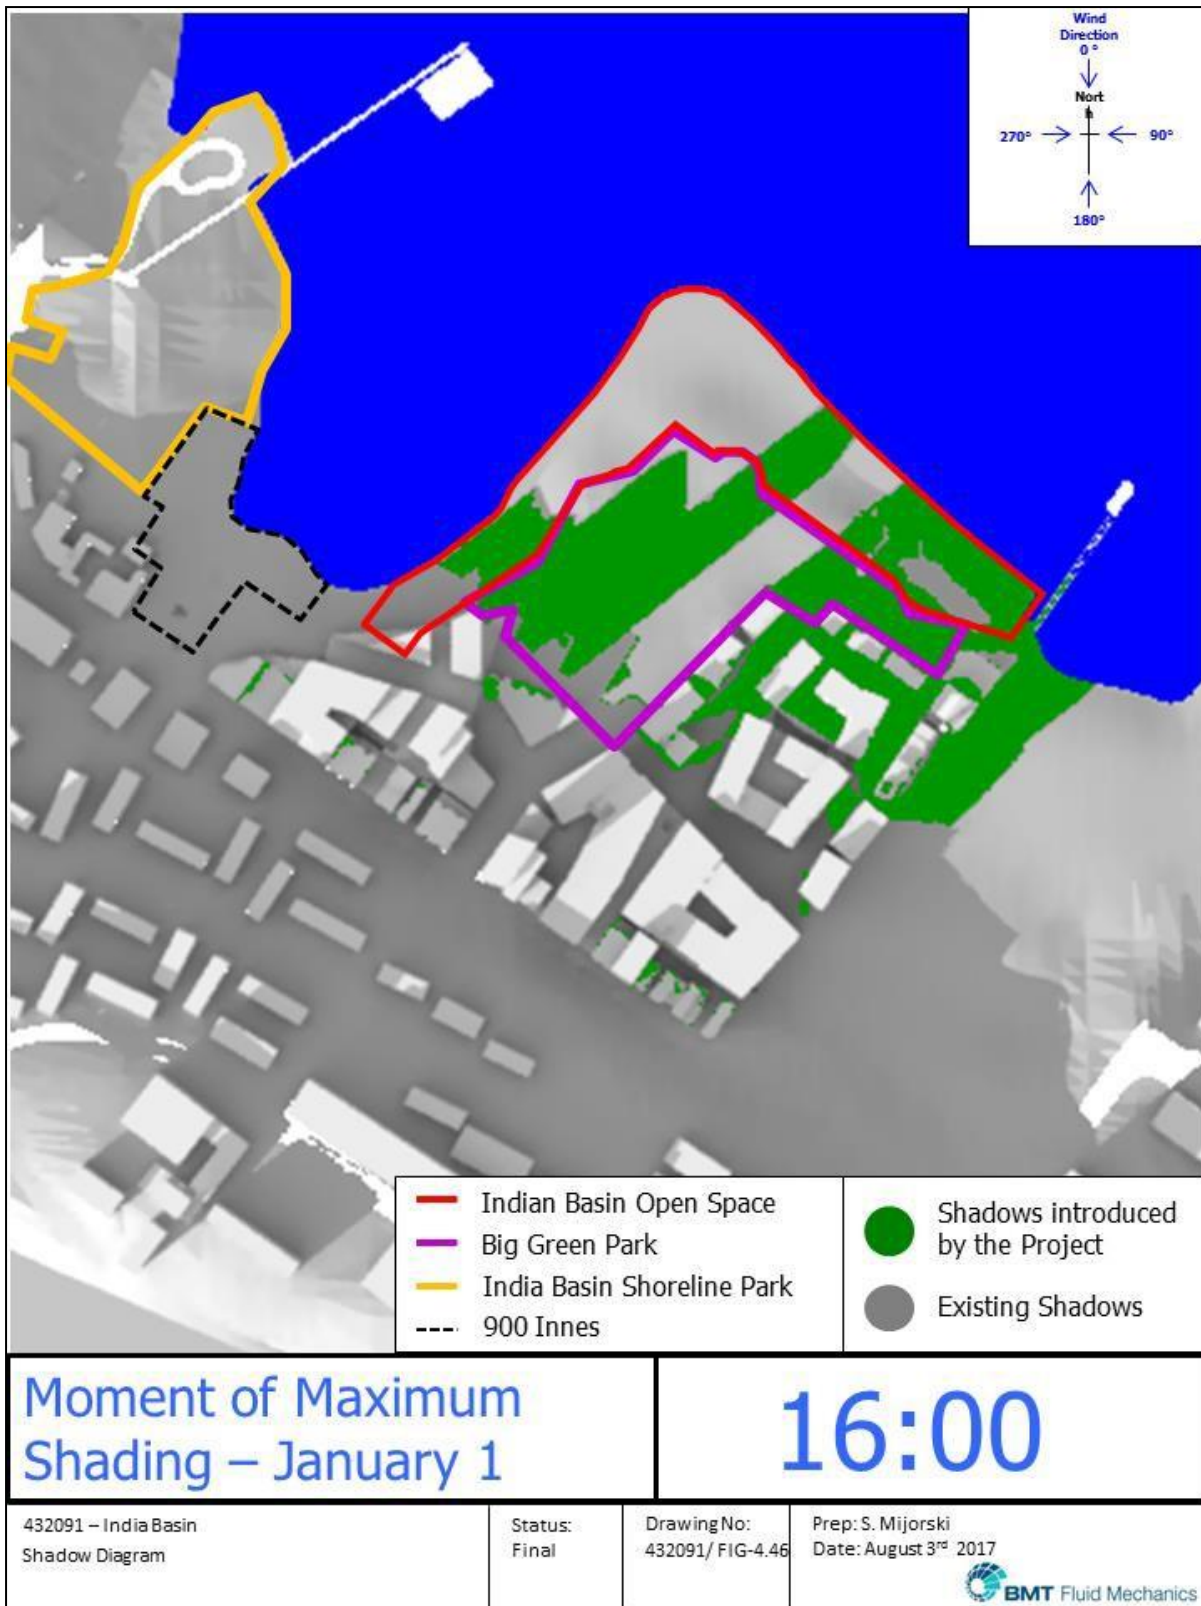 Wind
Direction
0 °
Nort
h
270°
90°
180°
Indian Basin Open Space
Big Green Park
India Basin Shoreline Park
900 Innes
Shadows introduced
by the Project
Existing Shadows
Moment of Maximum
Shading – January 1
16:00
432091 – India Basin
Shadow Diagram
Status:
Final
Drawing No:
432091/ FIG-4.46
Prep: S. Mijorski
Date: August 3rd 2017
BMT Fluid Mechanics